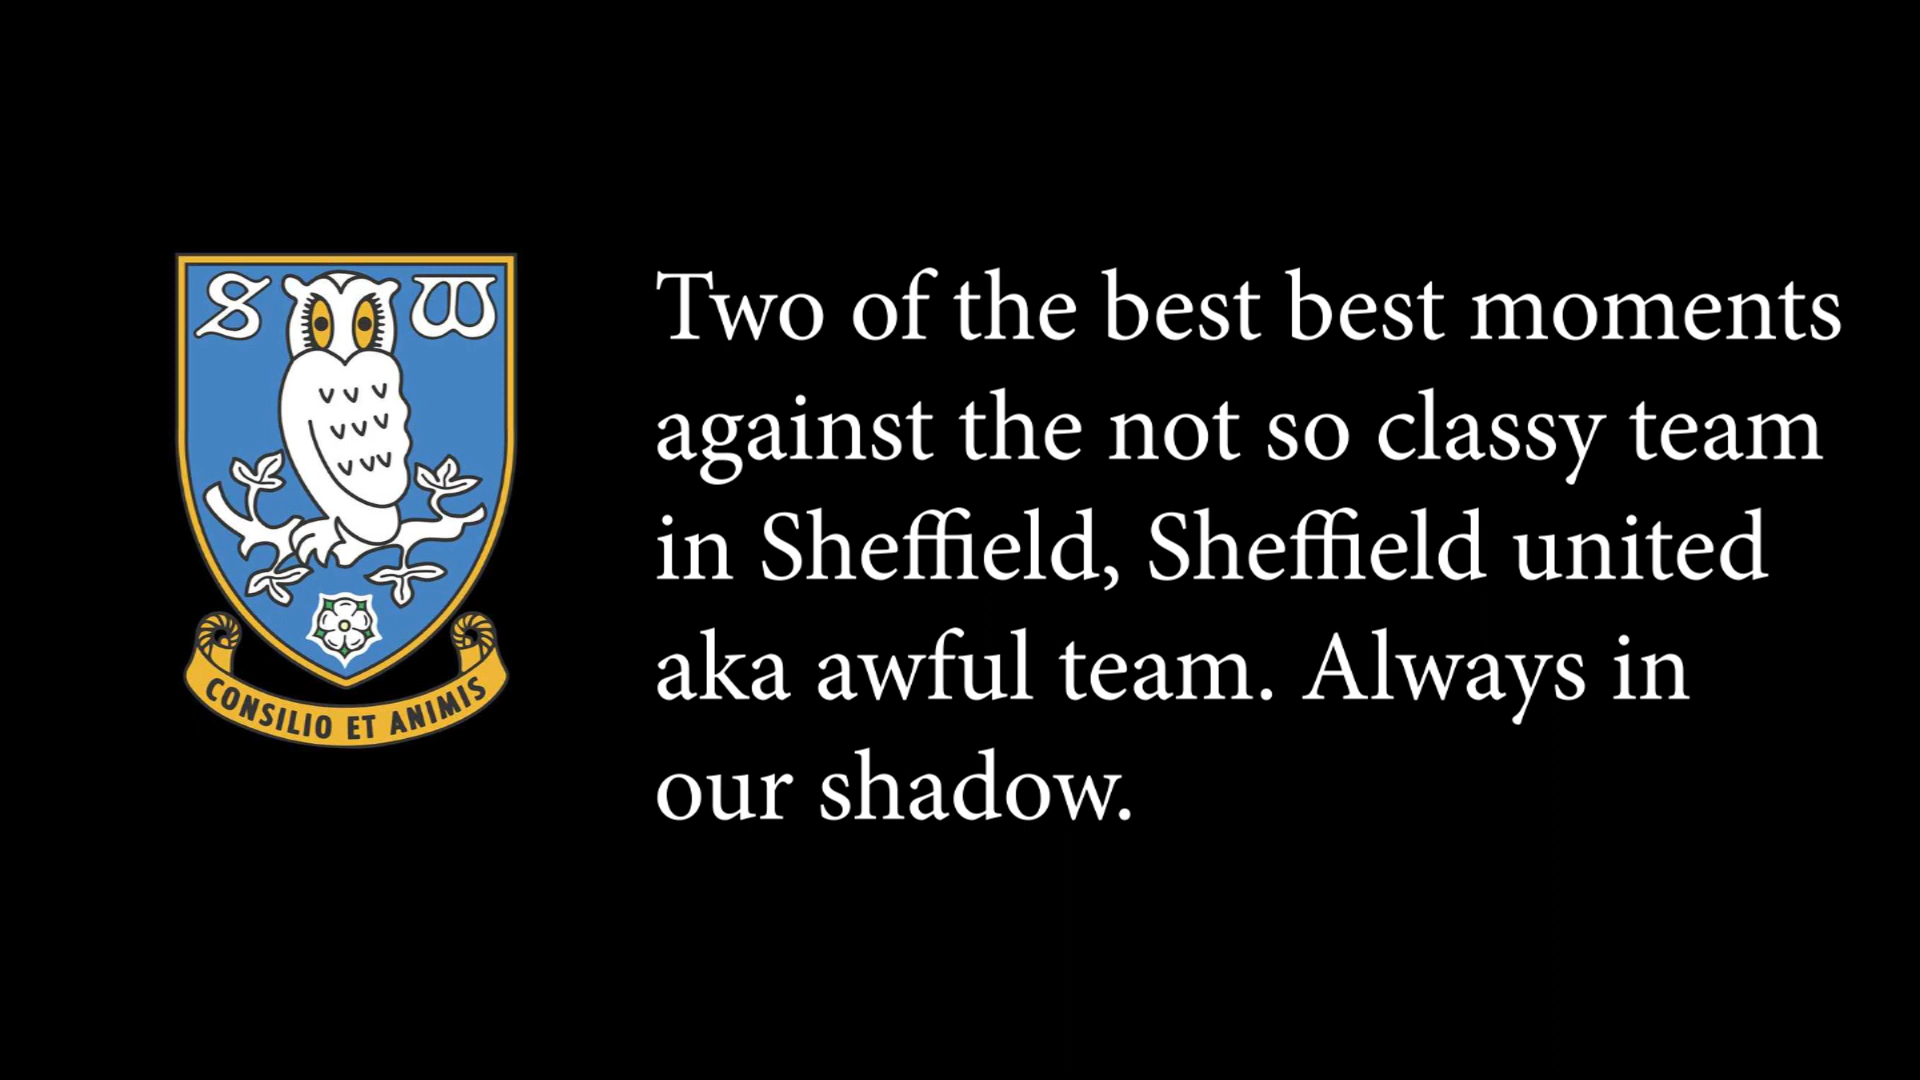 S W
CONSILIO ET ANIMIS
Two of the best best moments
against the not so classy team
in Sheffield, Sheffield united
aka awful team. Always in
our shadow.